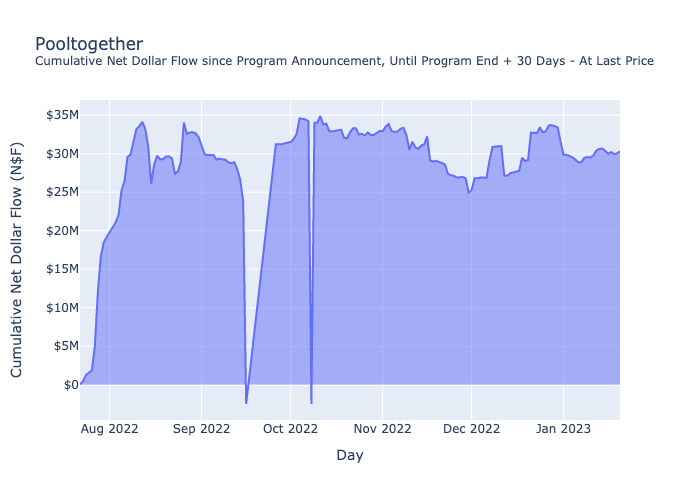 Pooltogether
Cumulative Net Dollar Flow since Program Announcement, Until Program End + 30 Days - At Last Price
Cumulative Net Dollar Flow (N$F)
$35M
$30M
$25M
$20M
$15M
$10M
$5M
$0
Aug 2022
Sep 2022
Oct 2022
Nov 2022
Dec 2022
Jan 2023
Day